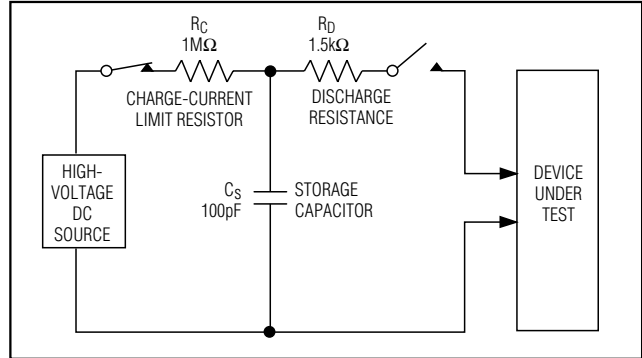 R_C
1MΩ
R_D
1.5kΩ
CHARGE-CURRENT
LIMIT RESISTOR
DISCHARGE
RESISTANCE
HIGH-
VOLTAGE
DC
SOURCE
C_S
100pF
STORAGE
CAPACITOR
DEVICE
UNDER
TEST